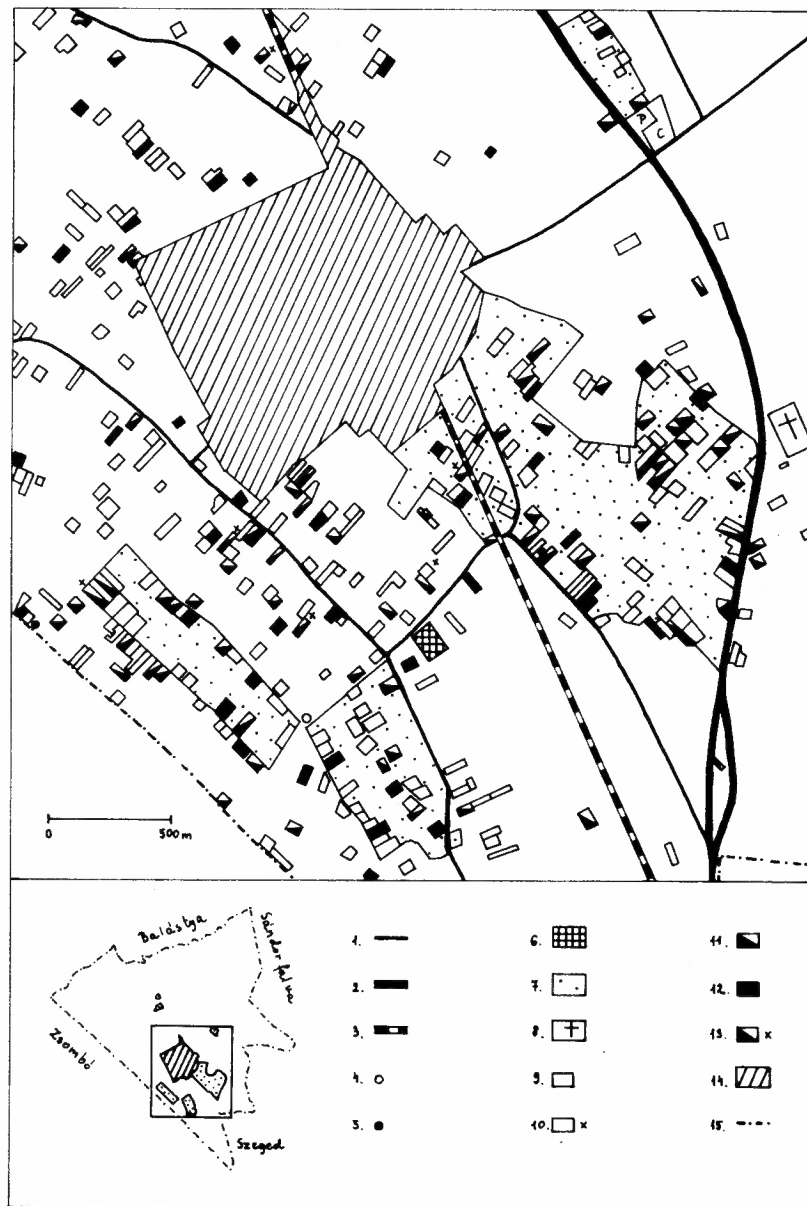 P
C
0 500 m
Balástya
Sándorfalva
Zsombó
Szeged
1.
2.
3.
4.
5.
6.
7.
8.
9.
10. x
11.
12.
13. x
14.
15.